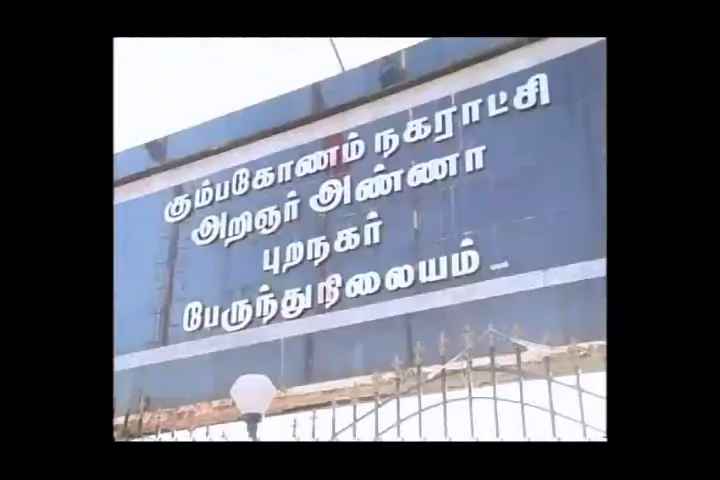 கும்பகோணம் நகராட்சி
அறிஞர் அண்ணா
புறநகர்
பேருந்துநிலையம்